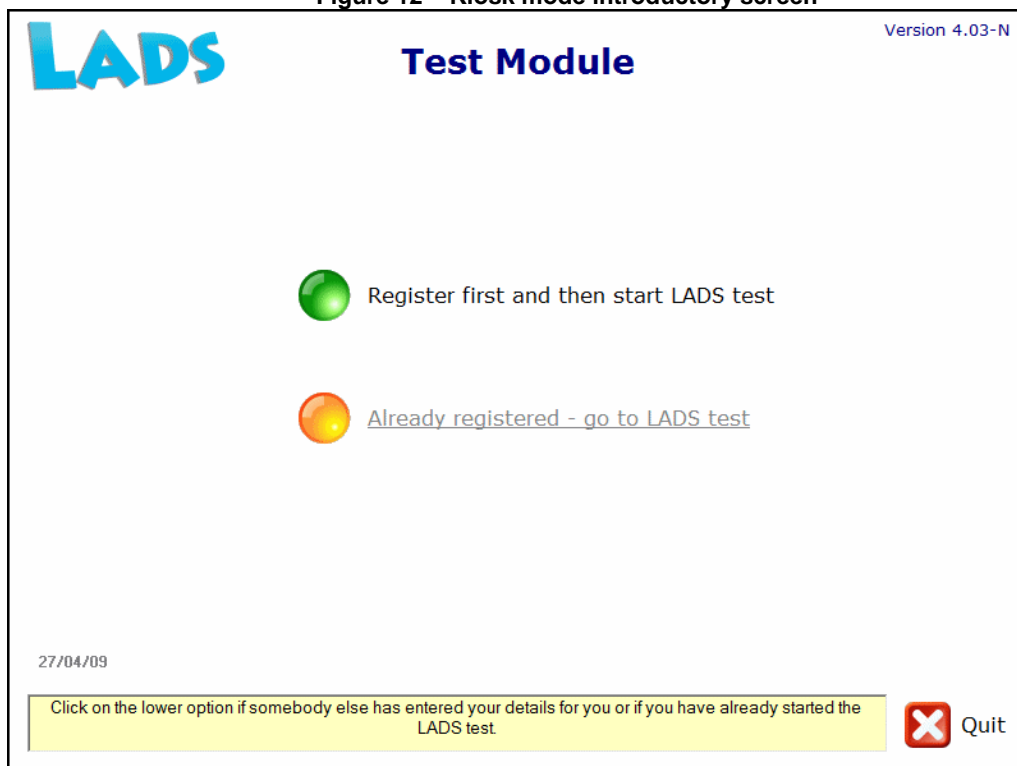 Figure 12 – Kiosk mode introductory screen
LADS
Version 4.03-N
Test Module
Register first and then start LADS test
Already registered - go to LADS test
27/04/09
Click on the lower option if somebody else has entered your details for you or if you have already started the
LADS test.
Quit